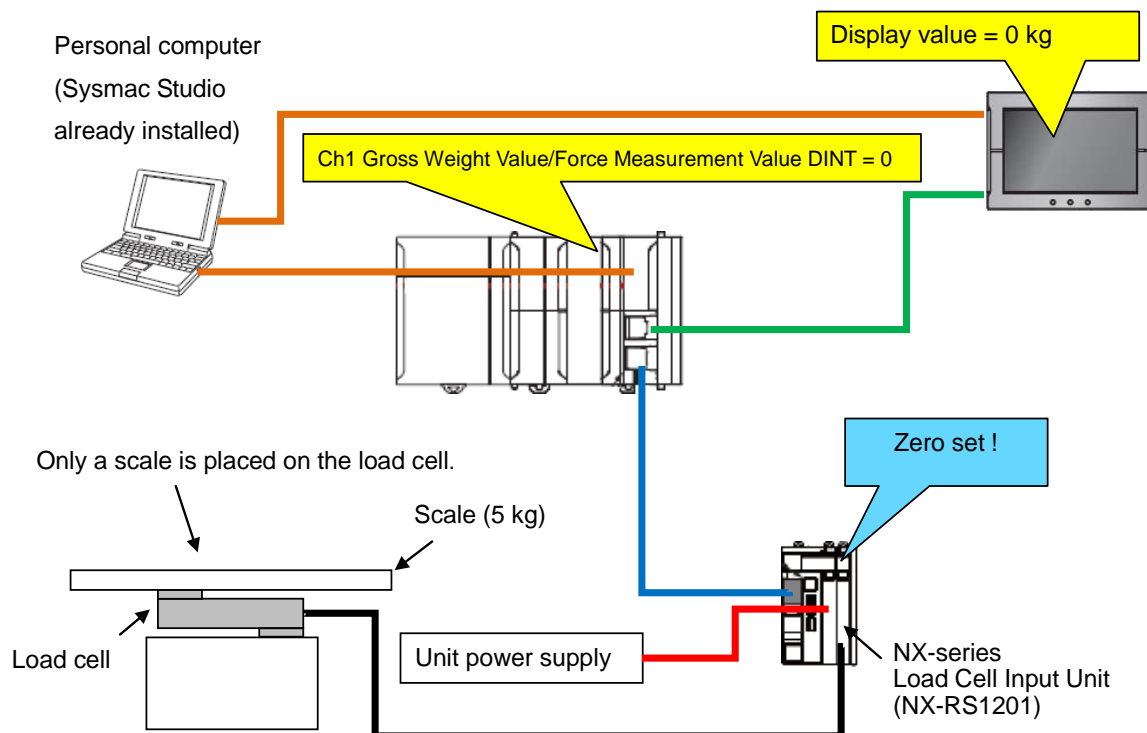 Personal computer
(Sysmac Studio
already installed)
Display value = 0 kg
Ch1 Gross Weight Value/Force Measurement Value DINT = 0
Zero set !
Only a scale is placed on the load cell.
Scale (5 kg)
Load cell
Unit power supply
NX-series
Load Cell Input Unit
(NX-RS1201)